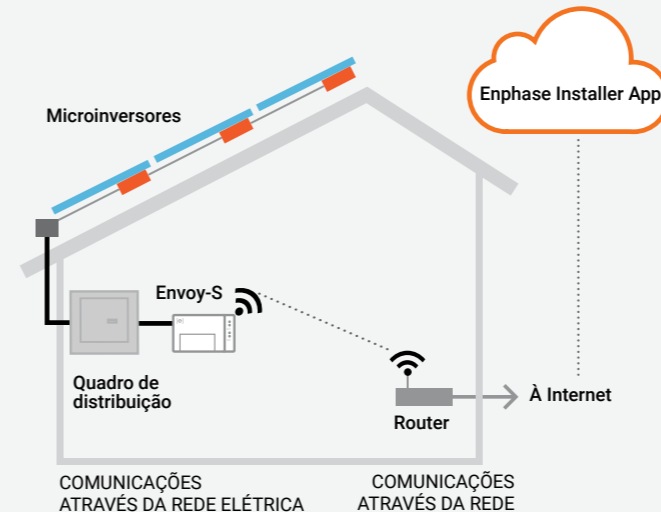 Enphase Installer App
Microinversores
Envoy-S
Quadro de
distribuição
À Internet
Router
COMUNICAÇÕES
ATRAVÉS DA REDE ELÉTRICA
COMUNICAÇÕES
ATRAVÉS DA REDE